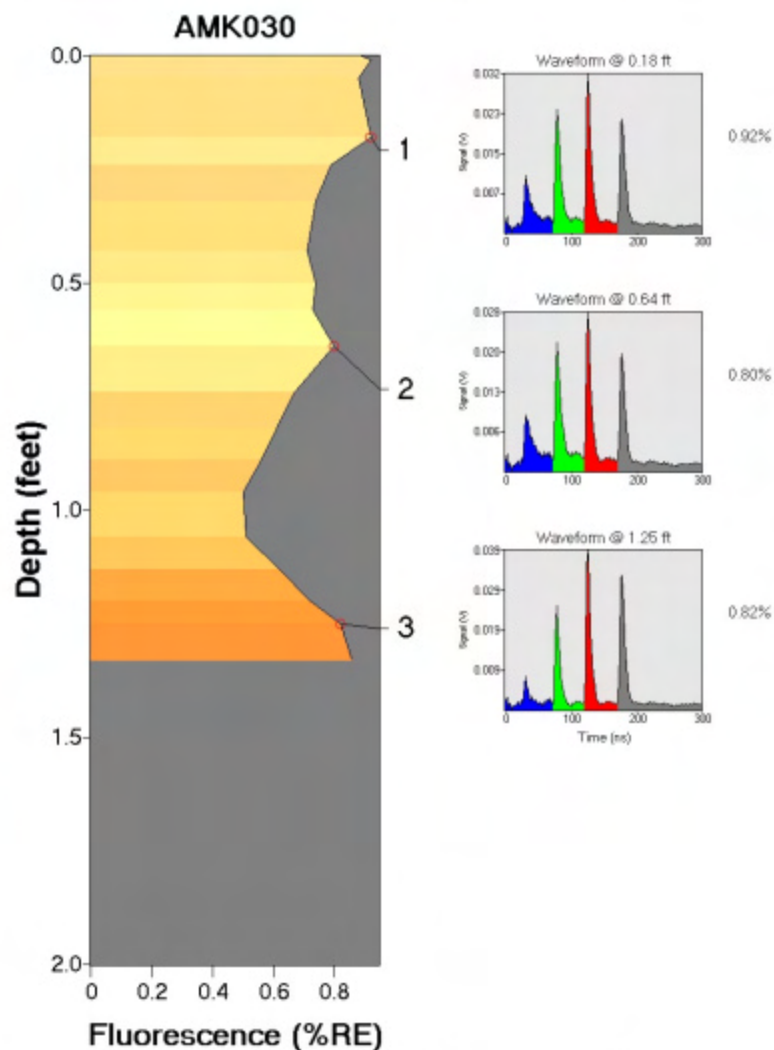 AMK030
0.0
0.5
1.0
1.5
2.0
Depth (feet)
0 0.2 0.4 0.6 0.8
Fluorescence (%RE)
1
2
3
Waveform @ 0.18 ft
0.032
0.023
0.015
0.007
Signal (V)
0 100 200 300
0.92%
Waveform @ 0.64 ft
0.028
0.020
0.013
0.006
Signal (V)
0 100 200 300
0.80%
Waveform @ 1.25 ft
0.039
0.029
0.019
0.009
Signal (V)
0 100 200 300
Time (ns)
0.82%